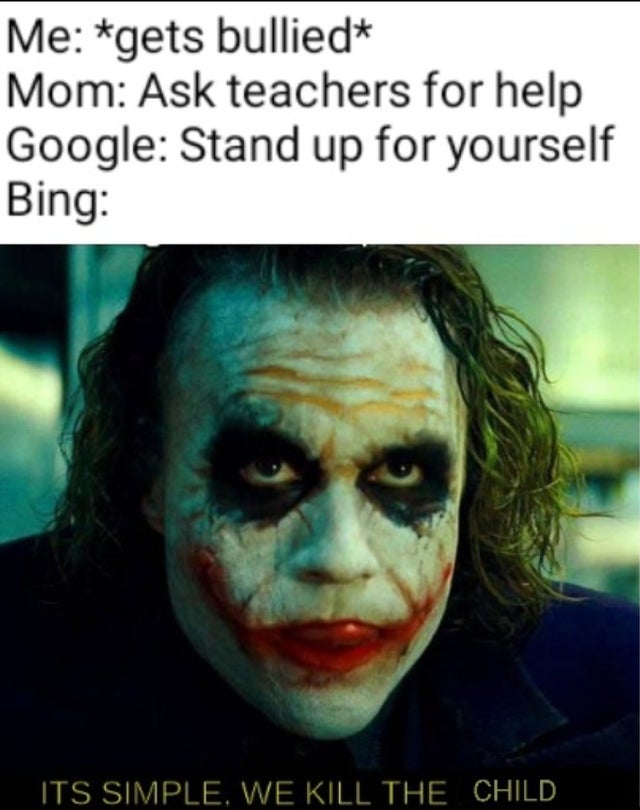 Me: *gets bullied*
Mom: Ask teachers for help
Google: Stand up for yourself
Bing:
ITS SIMPLE, WE KILL THE CHILD